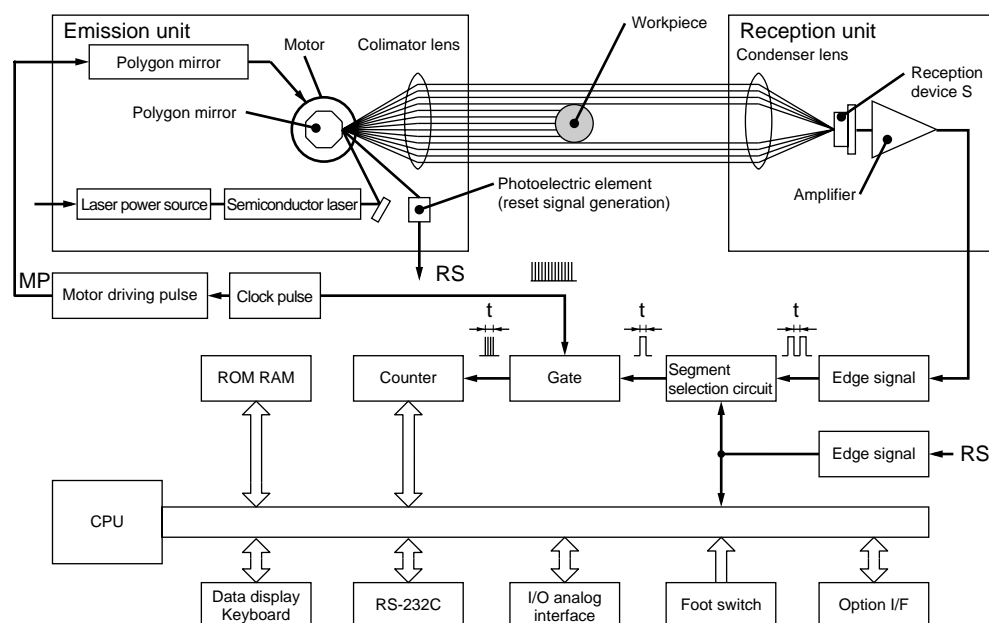 Emission unit
Motor
Colimator lens
Workpiece
Reception unit
Condenser lens
Polygon mirror
Reception
device S
Polygon mirror
Amplifier
Photoelectric element
(reset signal generation)
Laser power source
Semiconductor laser
RS
MP
Motor driving pulse
Clock pulse
t
t
t
ROM RAM
Counter
Gate
Segment
selection circuit
Edge signal
Edge signal
RS
CPU
Data display
Keyboard
RS-232C
I/O analog
interface
Foot switch
Option I/F